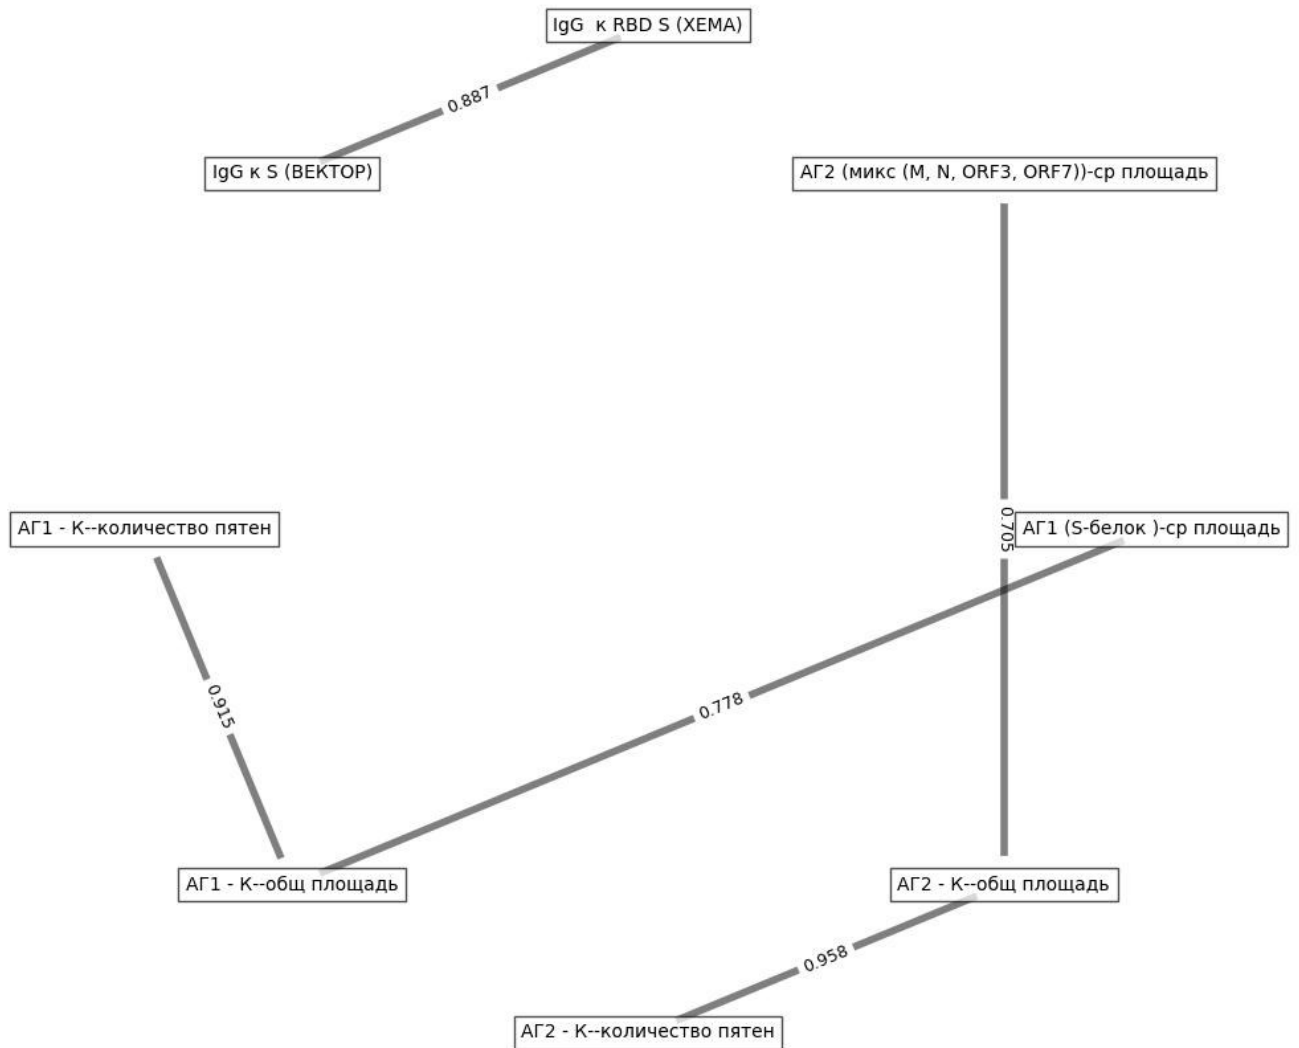 IgG  к RBD S (XEMA)
0.887
IgG к S (ВЕКТОР)
АГ2 (микс (M, N, ORF3, ORF7))-ср площадь
АГ1 - К--количество пятен
0.705
АГ1 (S-белок )-ср площадь
0.915
0.778
АГ1 - К--общ площадь
АГ2 - К--общ площадь
0.958
АГ2 - К--количество пятен